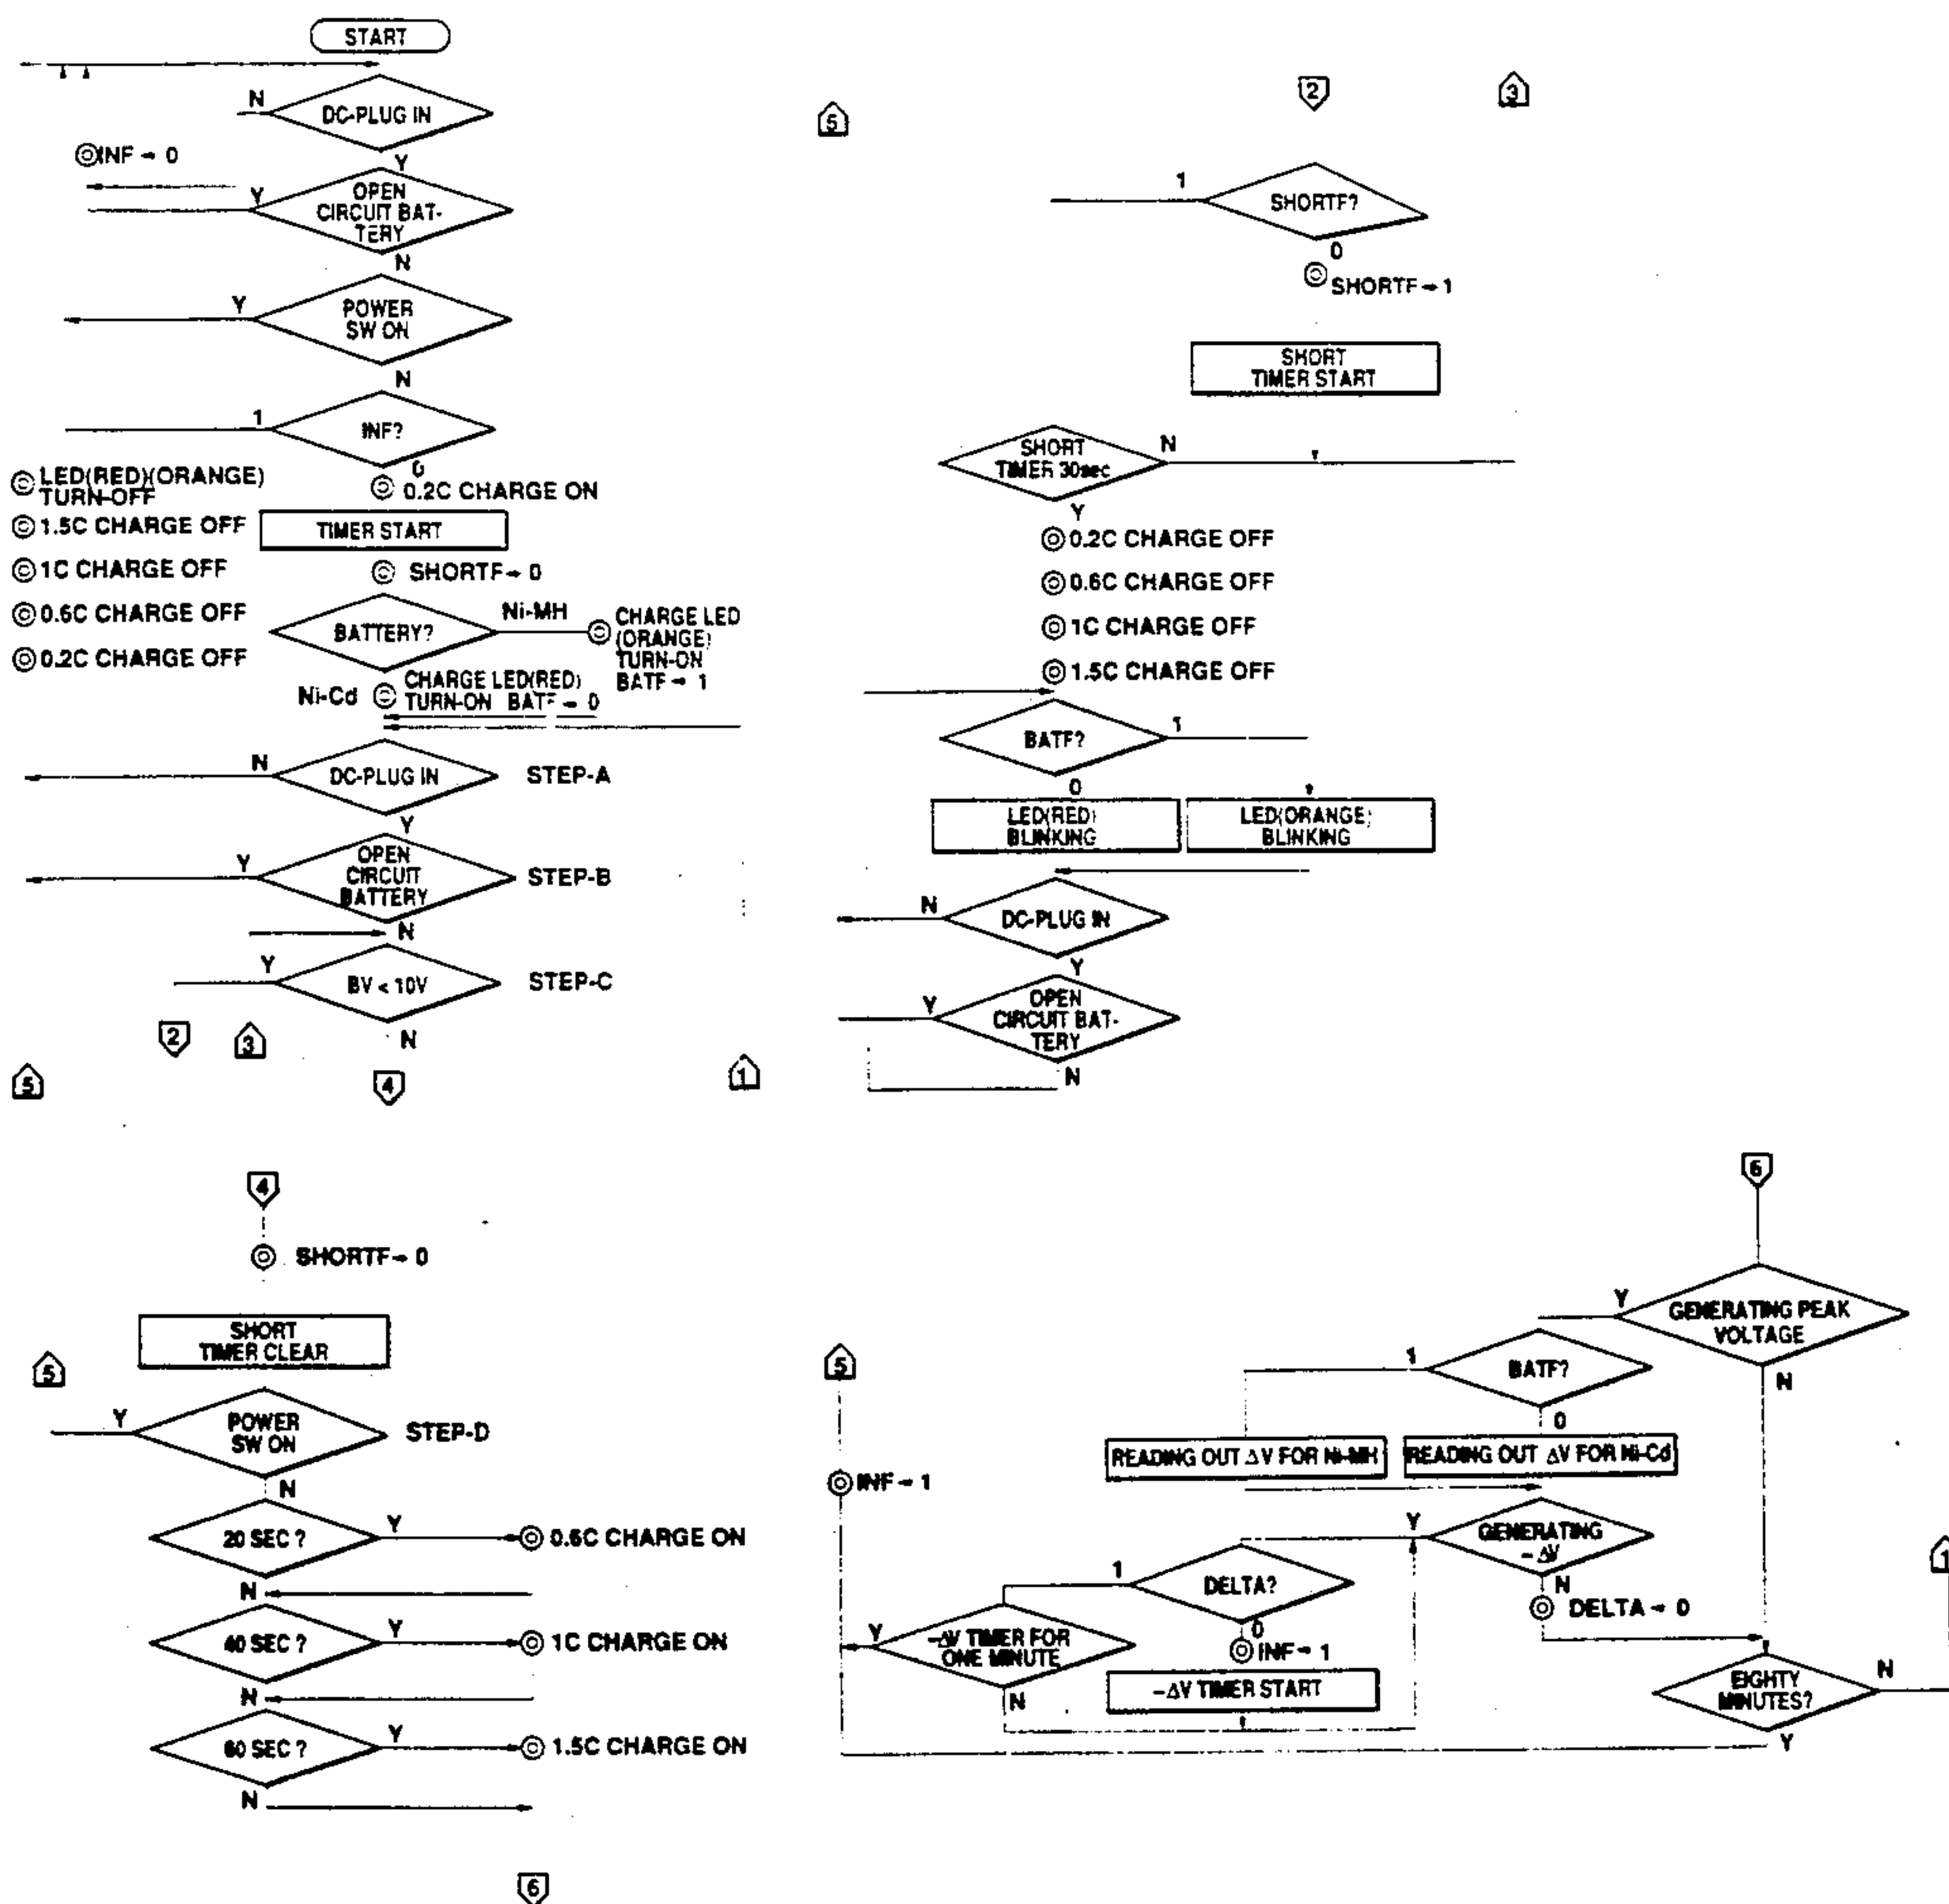 START
N
DC-PLUG IN
Y
◎INF → 0
Y
OPEN
CIRCUIT BAT-
TERY
N
Y
POWER
SW ON
N
1
INF?
0
◎ LED(RED)(ORANGE)
TURN-OFF
◎ 0.2C CHARGE ON
◎ 1.5C CHARGE OFF
TIMER START
◎ 1C CHARGE OFF
◎ SHORTF → 0
◎ 0.6C CHARGE OFF
BATTERY?
Ni-MH
◎ CHARGE LED
(ORANGE)
TURN-ON
BATF → 1
◎ 0.2C CHARGE OFF
Ni-Cd
◎ CHARGE LED(RED)
TURN-ON BATF → 0
N
DC-PLUG IN
STEP-A
Y
Y
OPEN
CIRCUIT
BATTERY
STEP-B
N
Y
BV < 10V
STEP-C
N
2
3
5
4
1
5
2
3
1
SHORTF?
0
◎ SHORTF → 1
SHORT
TIMER START
SHORT
TIMER 30sec
N
Y
◎ 0.2C CHARGE OFF
◎ 0.6C CHARGE OFF
◎ 1C CHARGE OFF
◎ 1.5C CHARGE OFF
BATF?
1
0
LED(RED)
BLINKING
LED(ORANGE)
BLINKING
N
DC-PLUG IN
Y
Y
OPEN
CIRCUIT BAT-
TERY
N
4
◎ SHORTF → 0
SHORT
TIMER CLEAR
5
Y
POWER
SW ON
STEP-D
N
20 SEC ?
Y
◎ 0.6C CHARGE ON
N
40 SEC ?
Y
◎ 1C CHARGE ON
N
60 SEC ?
Y
◎ 1.5C CHARGE ON
N
6
6
Y
GENERATING PEAK
VOLTAGE
N
5
1
BATF?
0
READING OUT ΔV FOR Ni-MH
READING OUT ΔV FOR Ni-Cd
◎ INF → 1
Y
GENERATING
- ΔV
N
1
DELTA?
0
◎ DELTA → 0
1
Y
-ΔV TIMER FOR
ONE MINUTE
N
◎ INF → 1
-ΔV TIMER START
EIGHTY
MINUTES?
N
Y